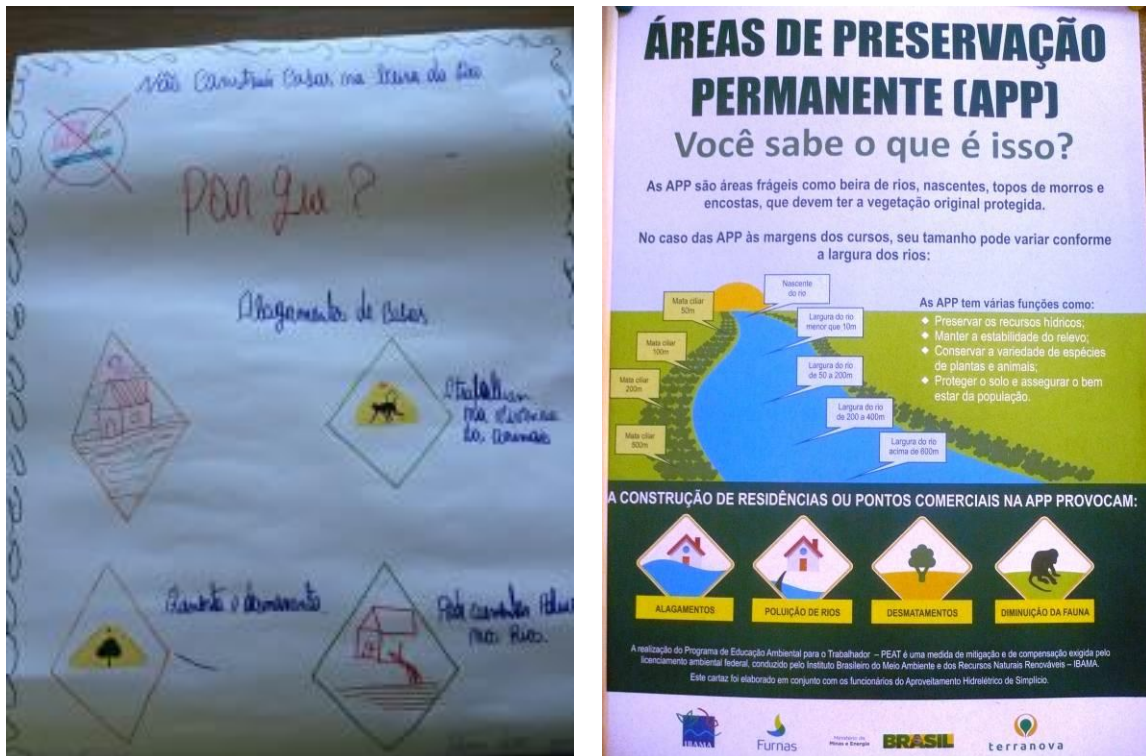 Não Construir Casas na beira do Rio
Por que?
Alagamento de Casas
Atrapalham
na
animais
o desmamento
Pode
nos Rios.
ÁREAS DE PRESERVAÇÃO
PERMANENTE (APP)
Você sabe o que é isso?
As APP são áreas frágeis como beira de rios, nascentes, topos de morros e
encostas, que devem ter a vegetação original protegida.
No caso das APP às margens dos cursos, seu tamanho pode variar conforme
a largura dos rios:
Nascente
do rio
Mata ciliar
50m
Largura do rio
menor que 10m
Mata ciliar
100m
Largura do rio
de 50 a 200m
Mata ciliar
200m
Largura do rio
de 200 a 400m
Mata ciliar
500m
Largura do rio
acima de 600m
As APP tem várias funções como:
❖ Preservar os recursos hídricos;
❖ Manter a estabilidade do relevo;
❖ Conservar a variedade de espécies
de plantas e animais;
❖ Proteger o solo e assegurar o bem
estar da população.
A CONSTRUÇÃO DE RESIDÊNCIAS OU PONTOS COMERCIAIS NA APP PROVOCAM:
ALAGAMENTOS
POLUIÇÃO DE RIOS
DESMATAMENTOS
DIMINUIÇÃO DA FAUNA
A realização do Programa de Educação Ambiental para o Trabalhador – PEAT é uma medida de mitigação e de compensação exigida pelo
licenciamento ambiental federal, conduzido pelo Instituto Brasileiro do Meio Ambiente e dos Recursos Naturais Renováveis – IBAMA.
Este cartaz foi elaborado em conjunto com os funcionários do Aproveitamento Hidrelétrico de Simplício.
IBAMA
Furnas
Ministério de
Minas e Energia
BRASIL
terranova